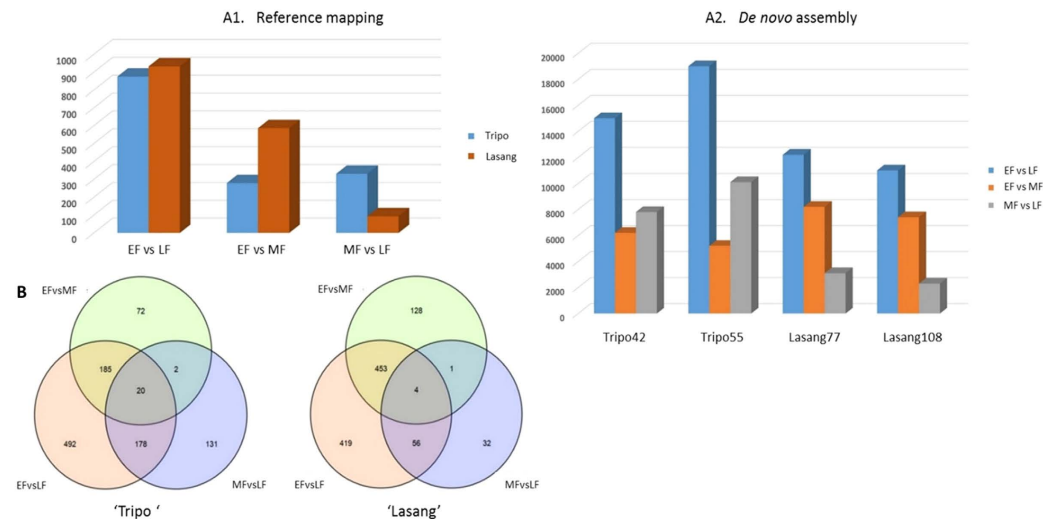 A1. Reference mapping
1000
900
800
700
600
500
400
300
200
100
0
EF vs LF
EF vs MF
MF vs LF
Tripo
Lasang
A2. De novo assembly
20000
18000
16000
14000
12000
10000
8000
6000
4000
2000
0
Tripo42
Tripo55
Lasang77
Lasang108
EF vs LF
EF vs MF
MF vs LF
B
EFvsMF
72
185
2
20
492
178
131
EFvsLF
MFvsLF
'Tripo '
EFvsMF
128
453
1
4
419
56
32
EFvsLF
MFvsLF
'Lasang'